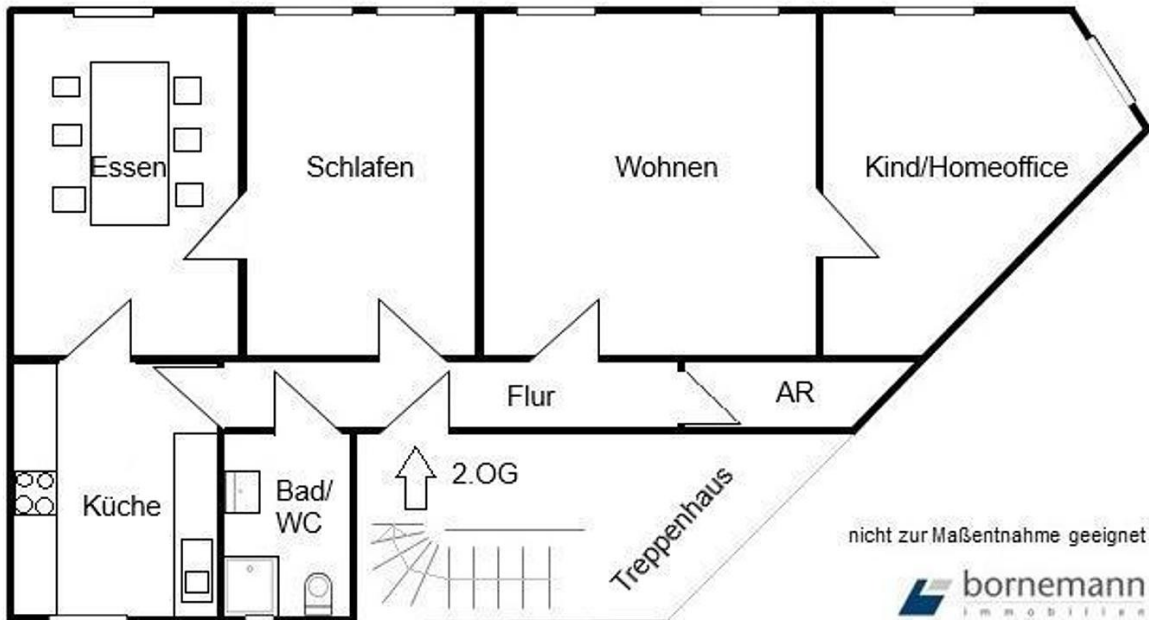 Essen
Schlafen
Wohnen
Kind/Homeoffice
Flur
AR
Küche
Bad/
WC
2.OG
Treppenhaus
nicht zur Maßentnahme geeignet
bornemann
immobilien